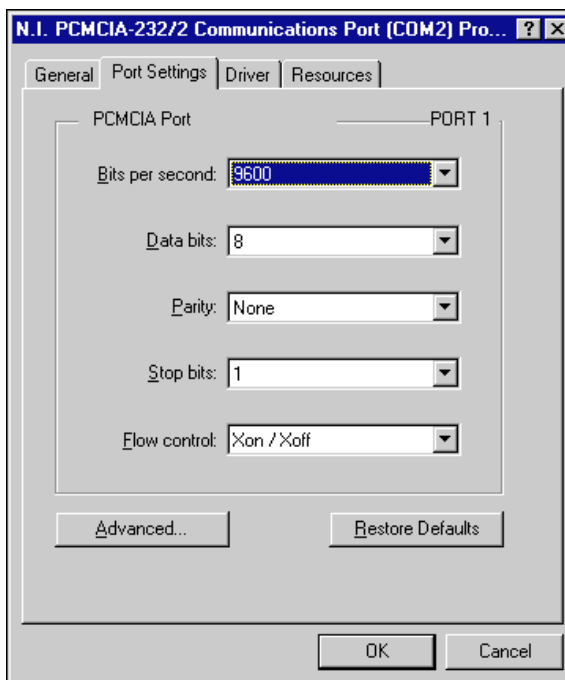 N.I. PCMCIA-232/2 Communications Port (COM2) Pro... ? X
General Port Settings Driver Resources
PCMCIA Port PORT 1
Bits per second: 9600
Data bits: 8
Parity: None
Stop bits: 1
Flow control: Xon / Xoff
Advanced... Restore Defaults
OK Cancel